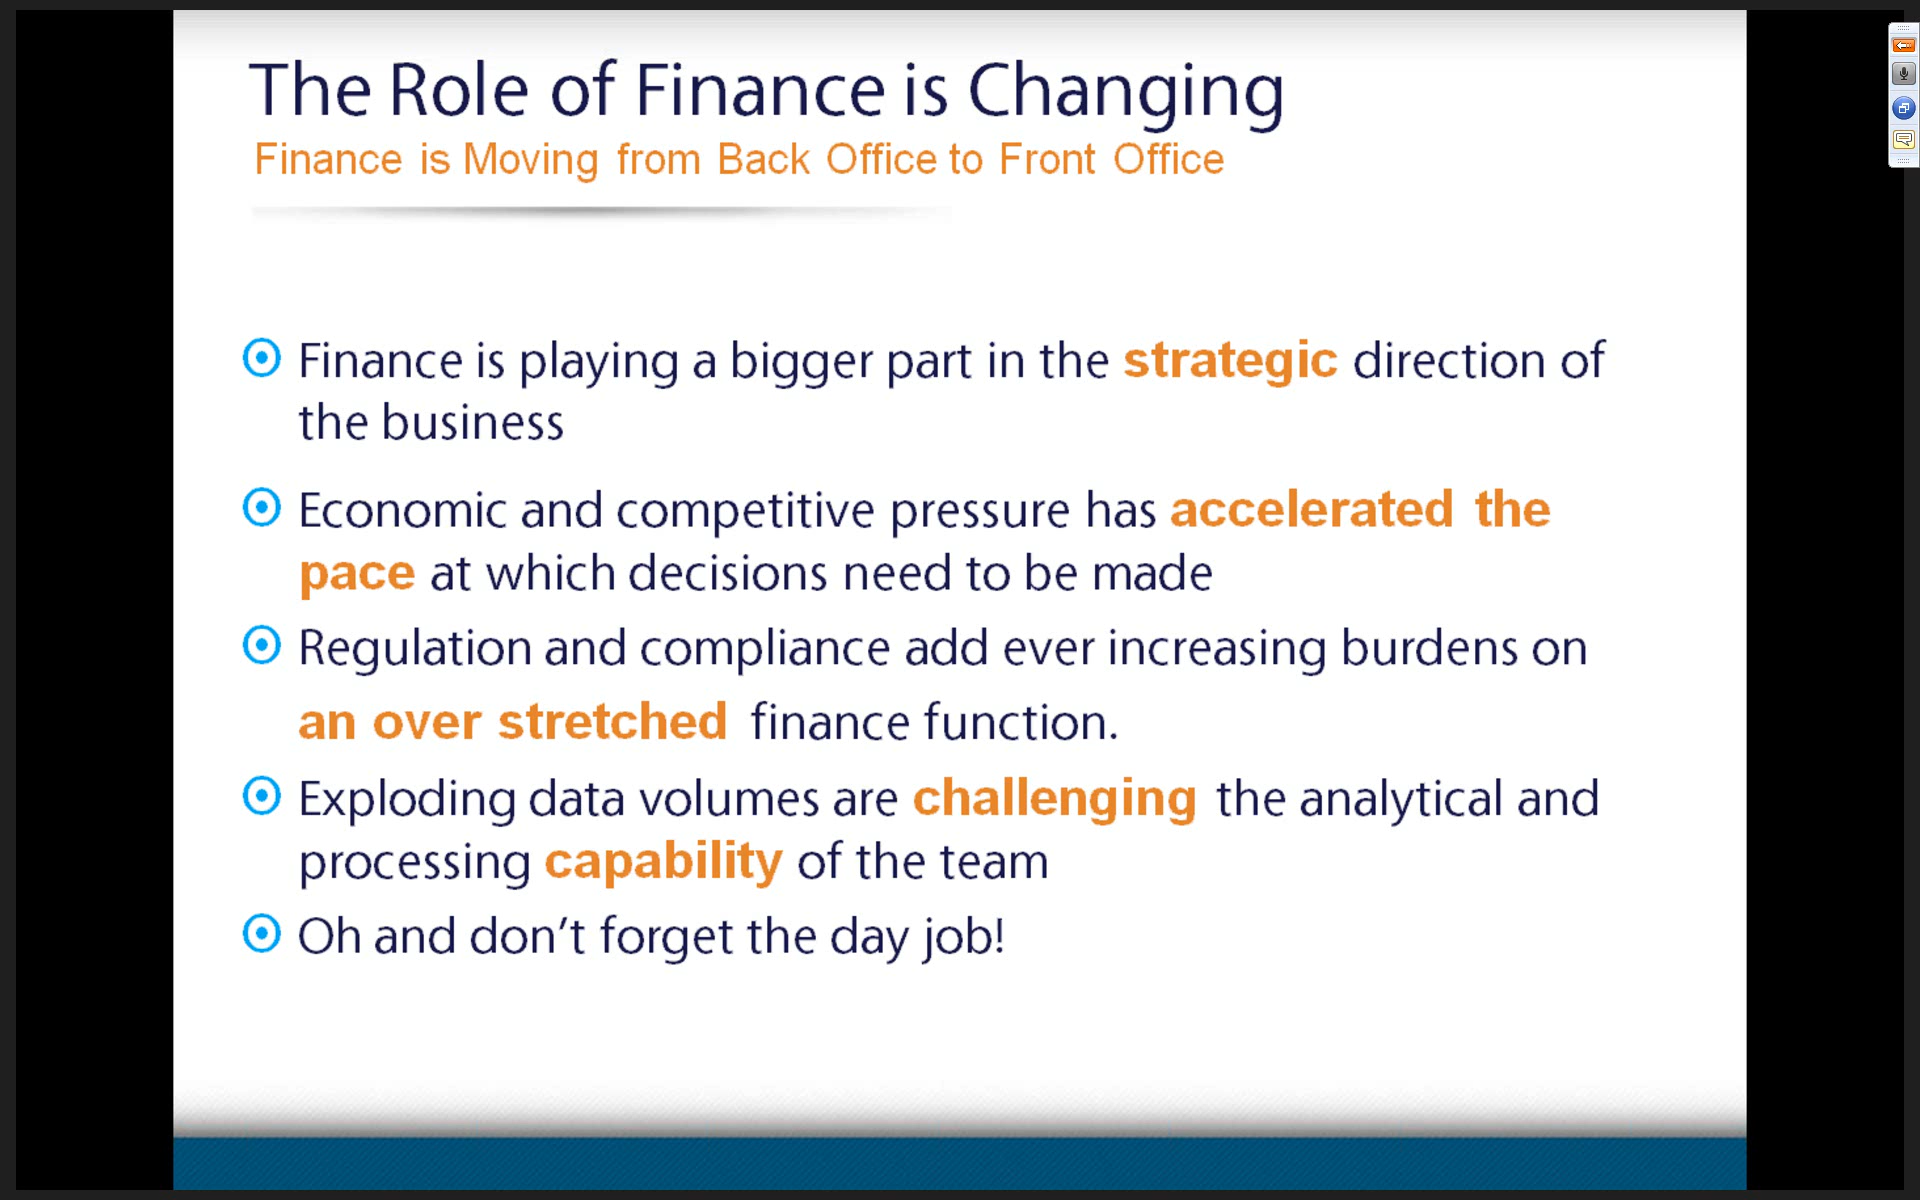 The Role of Finance is Changing
Finance is Moving from Back Office to Front Office
Finance is playing a bigger part in the strategic direction of
the business
Economic and competitive pressure has accelerated the
pace at which decisions need to be made
Regulation and compliance add ever increasing burdens on
an over stretched finance function.
Exploding data volumes are challenging the analytical and
processing capability of the team
Oh and don’t forget the day job!